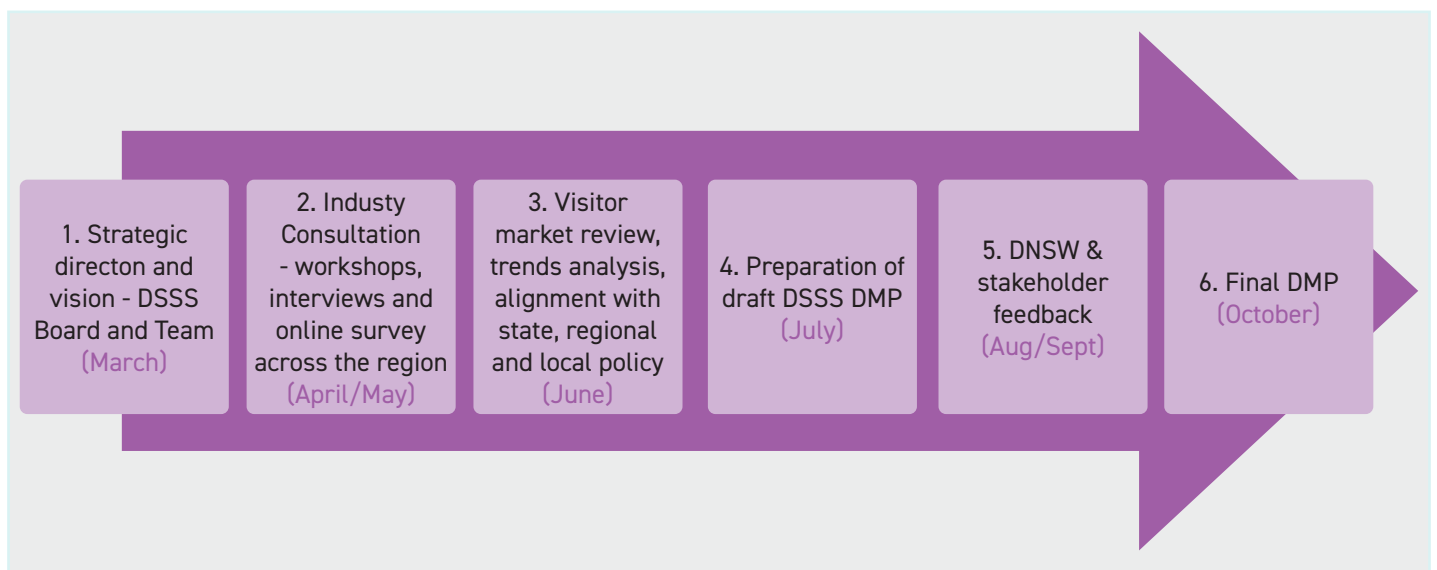 1. Strategic
directon and
vision - DSSS
Board and Team
(March)
2. Industy
Consultation
- workshops,
interviews and
online survey
across the region
(April/May)
3. Visitor
market review,
trends analysis,
alignment with
state, regional
and local policy
(June)
4. Preparation of
draft DSSS DMP
(July)
5. DNSW &
stakeholder
feedback
(Aug/Sept)
6. Final DMP
(October)